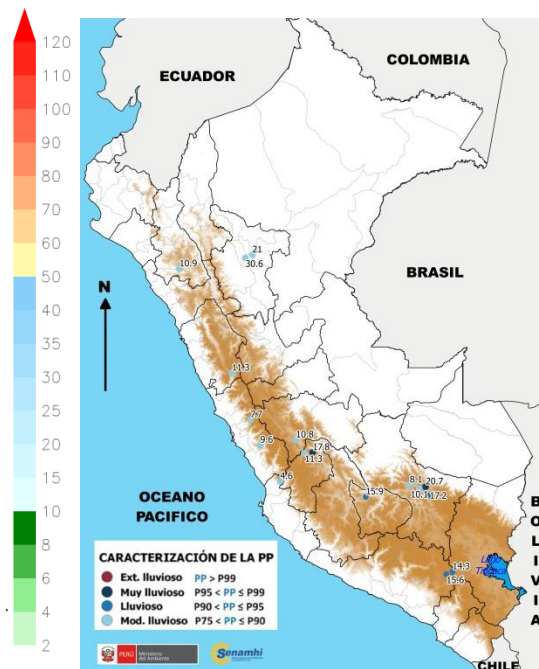 120
110
100
90
80
70
60
50
40
35
30
25
20
15
10
8
6
4
2
ECUADOR
COLOMBIA
BRASIL
N
21
30.6
10.9
11.3
7.7
9.6
4.6
10.8
17.8
11.3
15.9
8.1
20.7
10.1
17.2
14.3
15.6
OCEANO
PACIFICO
BOLIVIA
Lago
CHILE
CARACTERIZACIÓN DE LA PP
Ext. lluvioso PP > P99
Muy lluvioso P95 < PP ≤ P99
Lluvioso P90 < PP ≤ P95
Mod. lluvioso P75 < PP ≤ P90
PERÚ
Ministerio
del Ambiente
Senamhi